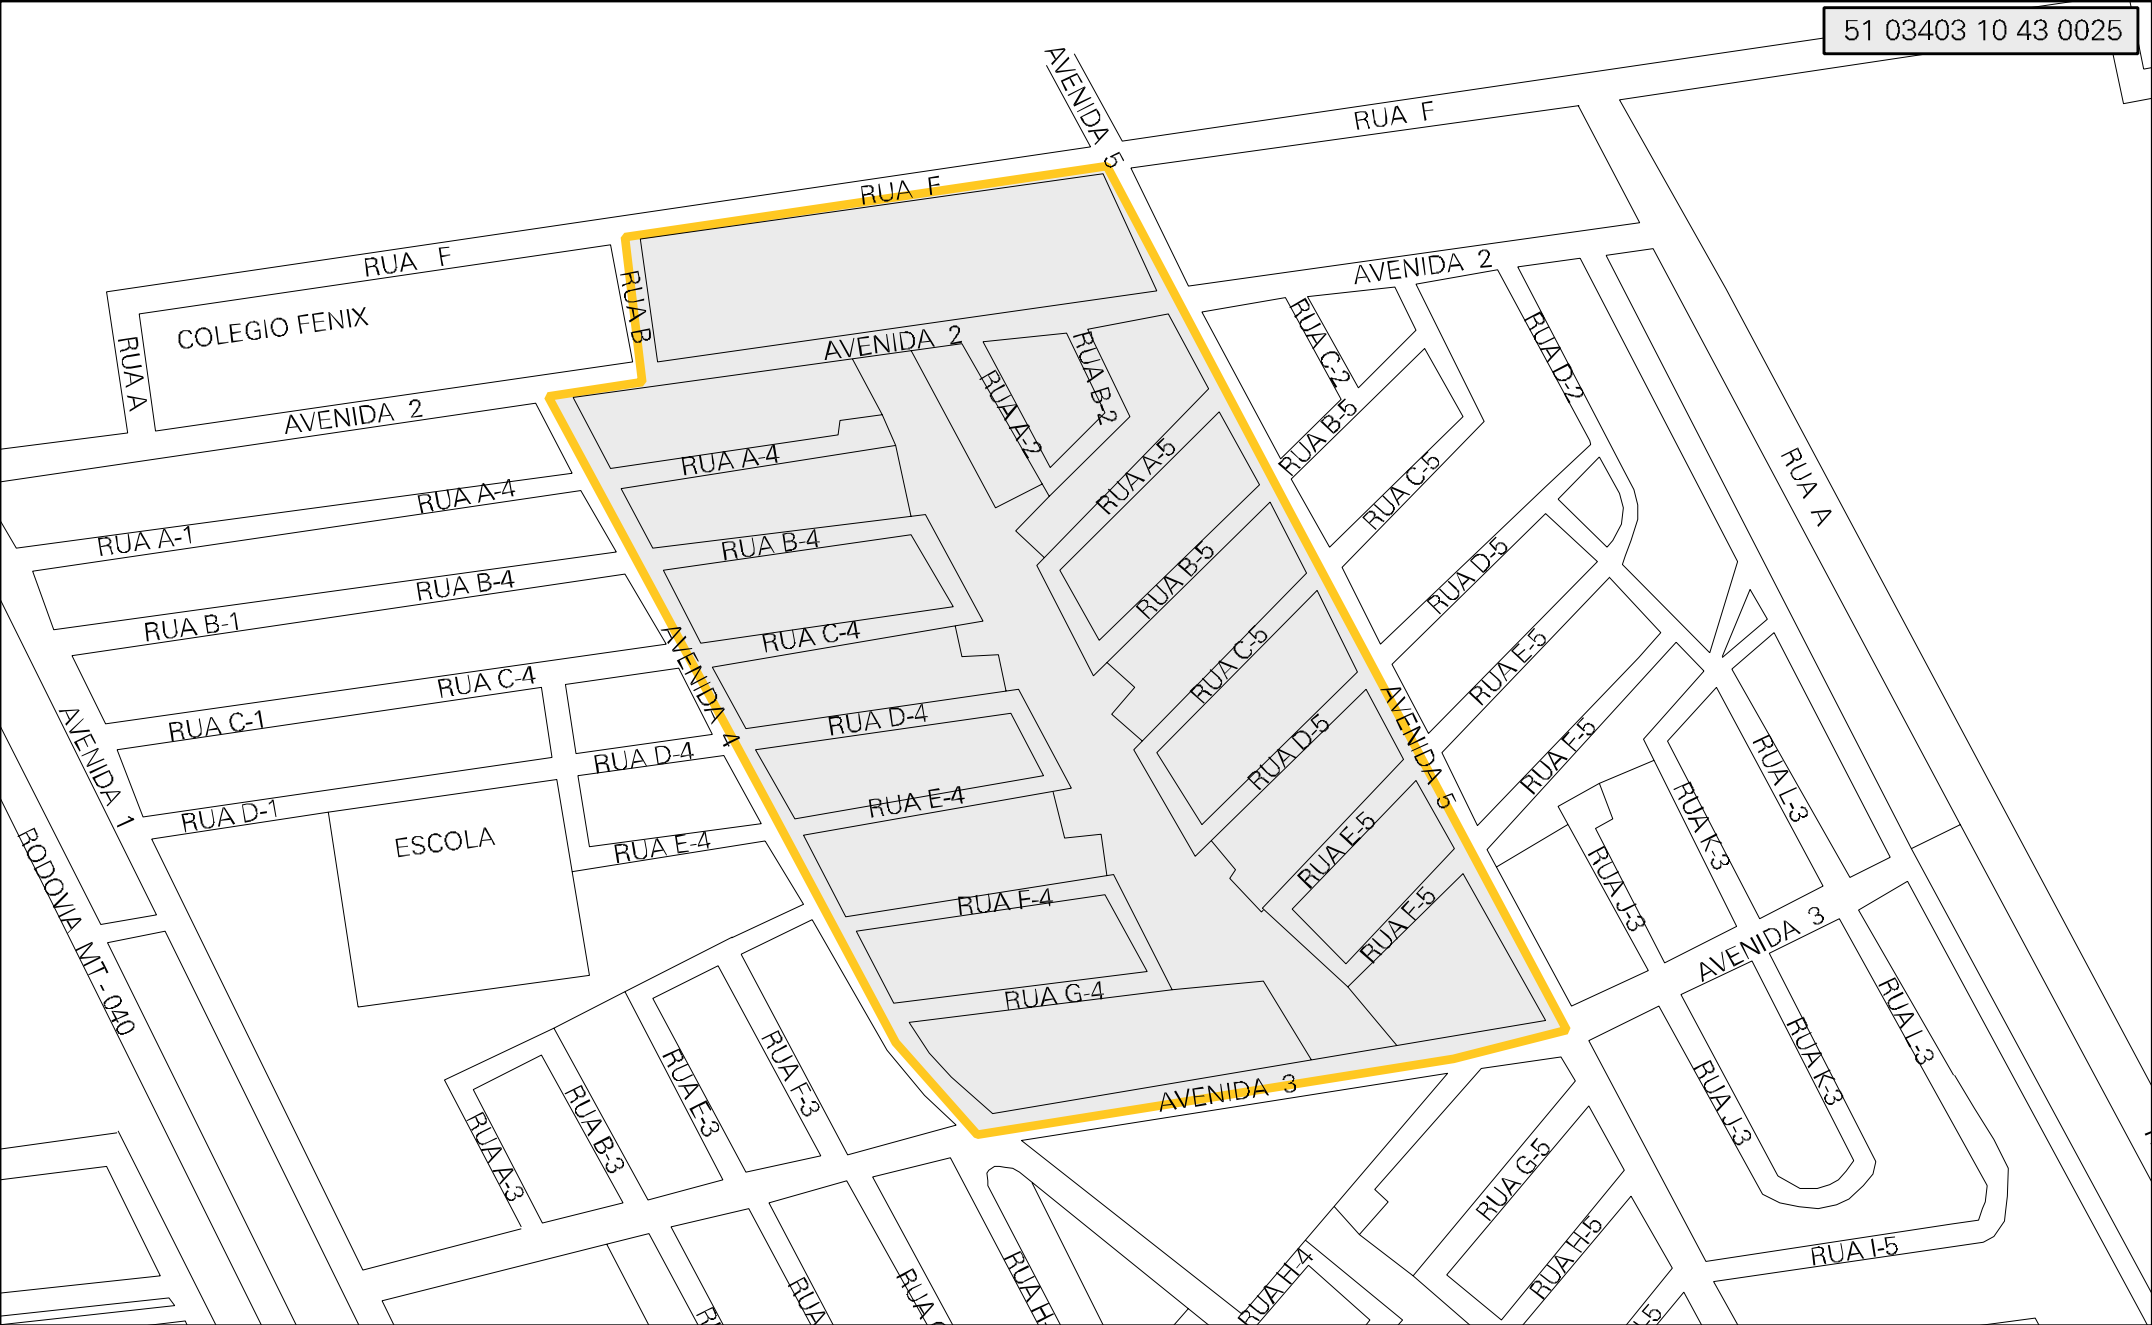 51 03403 10 43 0025
AVENIDA 5
RUA F
RUA F
RUA F
AVENIDA 2
RUA B
COLEGIO FENIX
RUA A
AVENIDA 2
AVENIDA 2
RUA C-2
RUA D-2
RUA B-2
RUA A-2
RUA B-5
RUA A-4
RUA A-5
RUA C-5
RUA A
RUA A-4
RUA A-1
RUA B-4
RUA B-5
RUA D-5
RUA B-4
RUA B-1
RUA C-4
RUA C-5
RUA E-5
AVENIDA 4
RUA C-4
RUA C-1
RUA D-4
RUA D-5
AVENIDA 5
RUA F-5
RUA L-3
AVENIDA 1
RUA D-4
RUA D-1
RUA E-4
RUA E-5
RUA K-3
ESCOLA
RUA E-4
RUA J-3
RODOVIA MT - 040
RUA F-4
RUA F-5
AVENIDA 3
RUA G-4
RUA L-3
RUA K-3
RUA F-3
RUA E-3
RUA B-3
RUA A-3
AVENIDA 3
RUA J-3
RUA G-5
RUA H-5
RUA I-5
RUA H-4
RUA H-
RUA